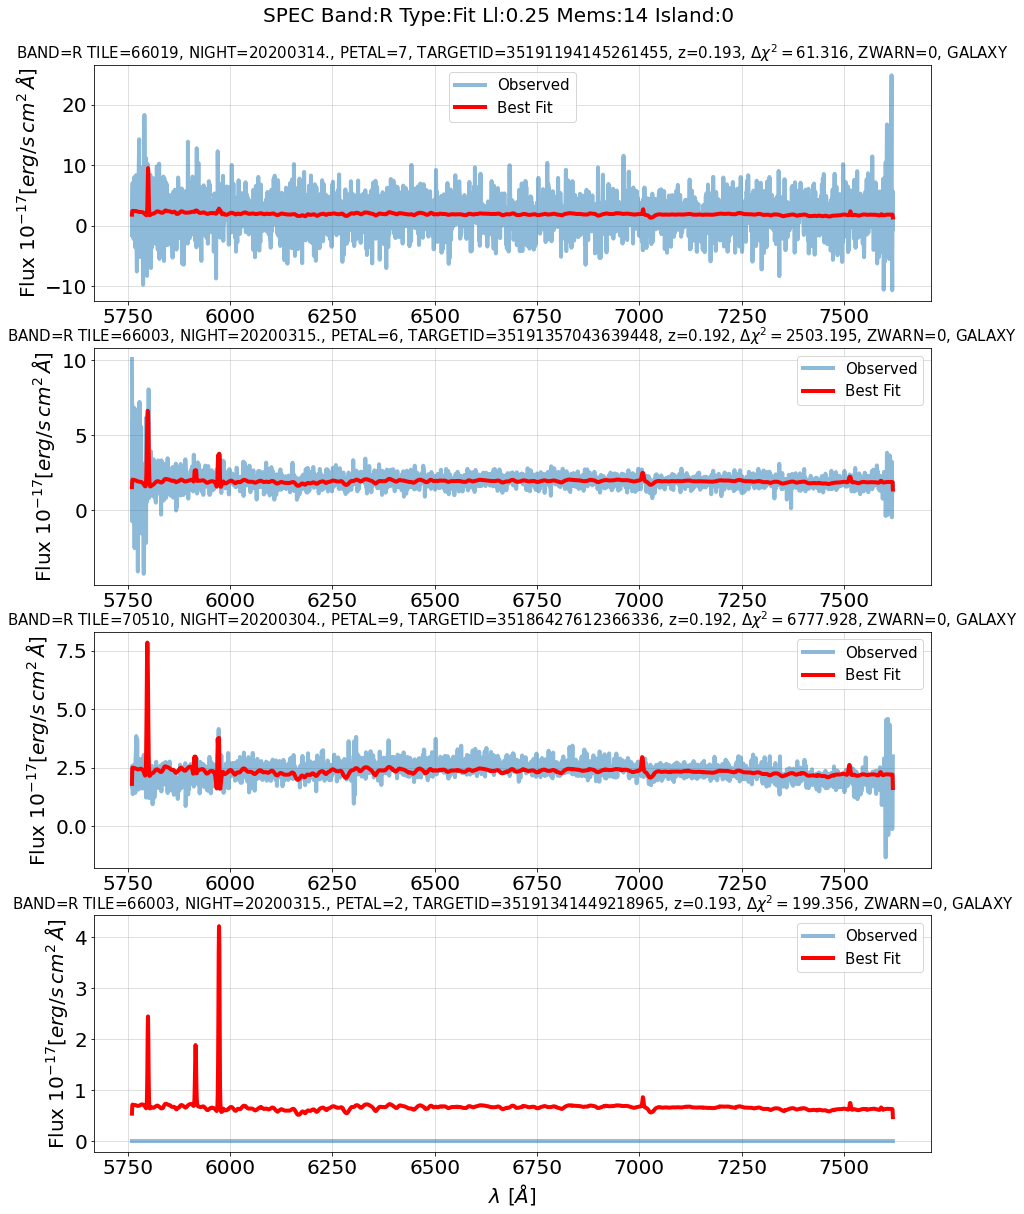 SPEC Band:R Type:Fit Ll:0.25 Mems:14 Island:0
BAND=R TILE=66019, NIGHT=20200314., PETAL=7, TARGETID=35191194145261455, z=0.193, Δχ² = 61.316, ZWARN=0, GALAXY
Flux 10⁻¹⁷[erg/s cm² Å]
20
10
0
−10
Observed
Best Fit
5750 6000 6250 6500 6750 7000 7250 7500
BAND=R TILE=66003, NIGHT=20200315., PETAL=6, TARGETID=35191357043639448, z=0.192, Δχ² = 2503.195, ZWARN=0, GALAXY
Flux 10⁻¹⁷[erg/s cm² Å]
10
5
0
Observed
Best Fit
5750 6000 6250 6500 6750 7000 7250 7500
BAND=R TILE=70510, NIGHT=20200304., PETAL=9, TARGETID=35186427612366336, z=0.192, Δχ² = 6777.928, ZWARN=0, GALAXY
Flux 10⁻¹⁷[erg/s cm² Å]
7.5
5.0
2.5
0.0
Observed
Best Fit
5750 6000 6250 6500 6750 7000 7250 7500
BAND=R TILE=66003, NIGHT=20200315., PETAL=2, TARGETID=35191341449218965, z=0.193, Δχ² = 199.356, ZWARN=0, GALAXY
Flux 10⁻¹⁷[erg/s cm² Å]
4
3
2
1
0
Observed
Best Fit
5750 6000 6250 6500 6750 7000 7250 7500
λ [Å]